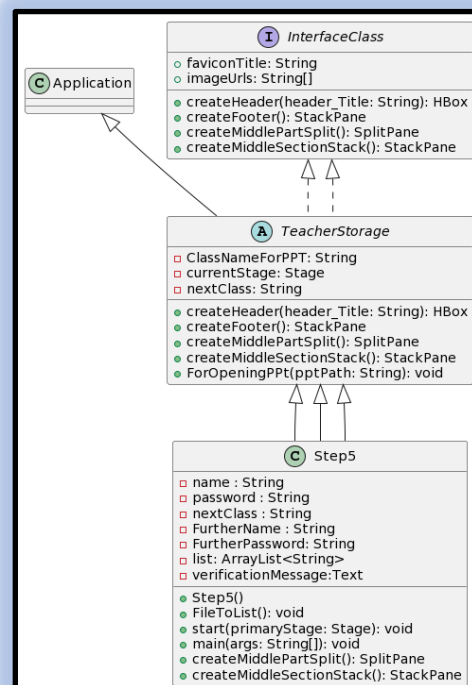 I InterfaceClass
faviconTitle: String
imageUrls: String[]
createHeader(header_Title: String): HBox
createFooter(): StackPane
createMiddlePartSplit(): SplitPane
createMiddleSectionStack(): StackPane
C Application
A TeacherStorage
ClassNameForPPT: String
currentStage: Stage
nextClass: String
createHeader(header_Title: String): HBox
createFooter(): StackPane
createMiddlePartSplit(): SplitPane
createMiddleSectionStack(): StackPane
ForOpeningPPt(pptPath: String): void
C Step5
name : String
password : String
nextClass : String
FurtherName : String
FurtherPassword: String
list: ArrayList<String>
verificationMessage:Text
Step5()
FileToList(): void
start(primaryStage: Stage): void
main(args: String[]): void
createMiddlePartSplit(): SplitPane
createMiddleSectionStack(): StackPane